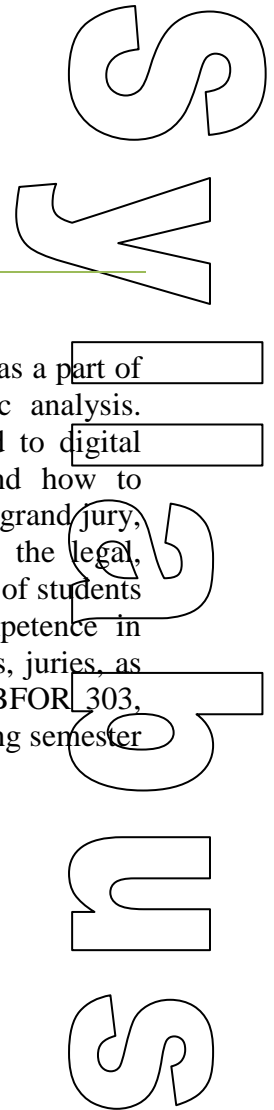 Syllabus
as a part of
c analysis.
d to digital
nd how to
grand jury,
the legal,
of students
petence in
s, juries, as
BFOR 303,
ng semester